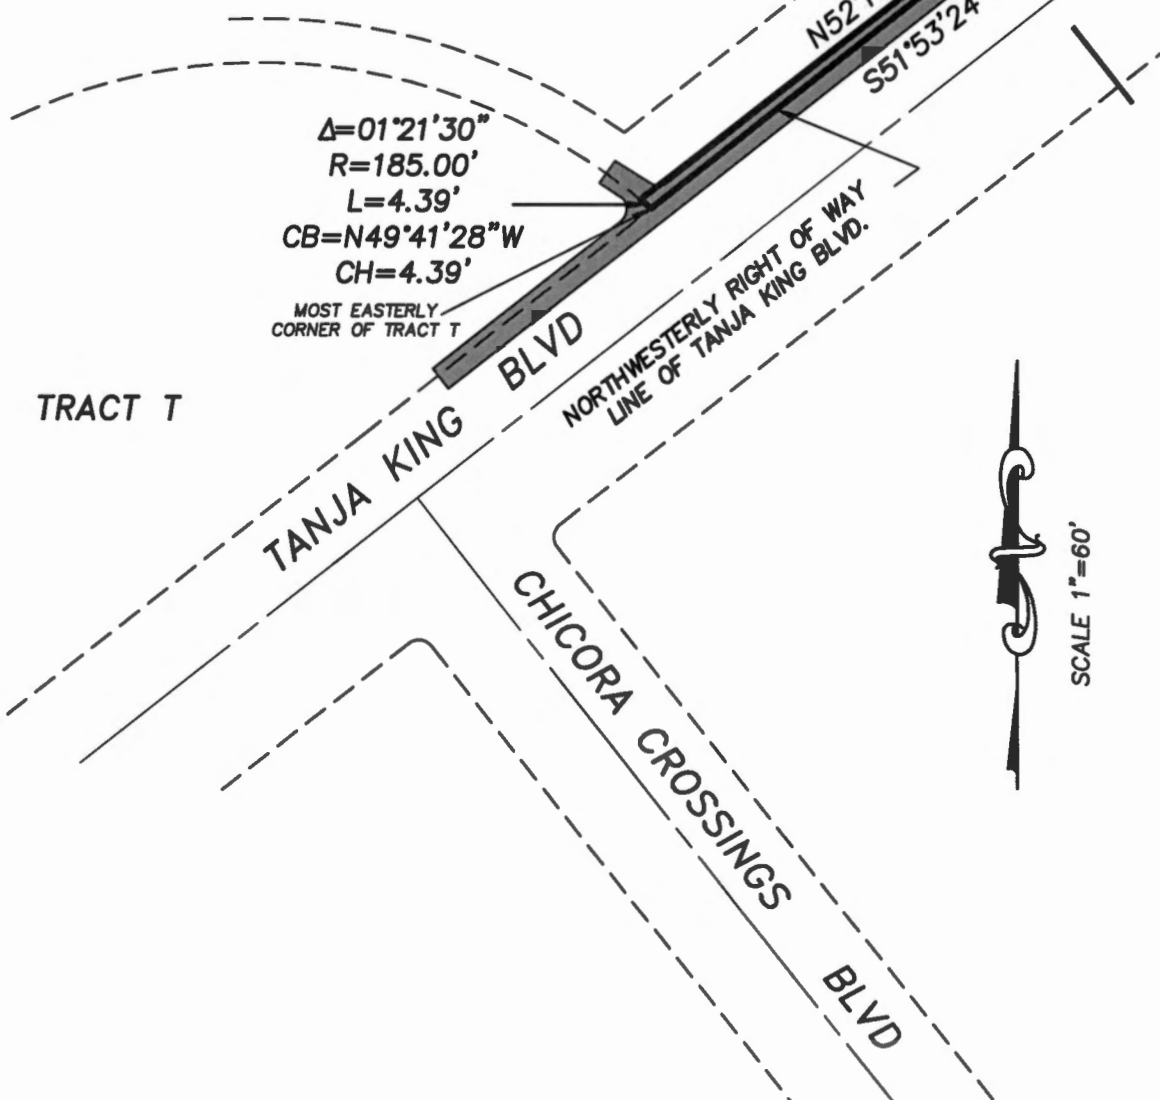 N52°
S51°53'24
Δ=01°21'30"
R=185.00'
L=4.39'
CB=N49°41'28"W
CH=4.39'
MOST EASTERLY
CORNER OF TRACT T
TRACT T
TANJA KING BLVD
NORTHWESTERLY RIGHT OF WAY
LINE OF TANJA KING BLVD.
CHICORA CROSSINGS BLVD
SCALE 1"=60'